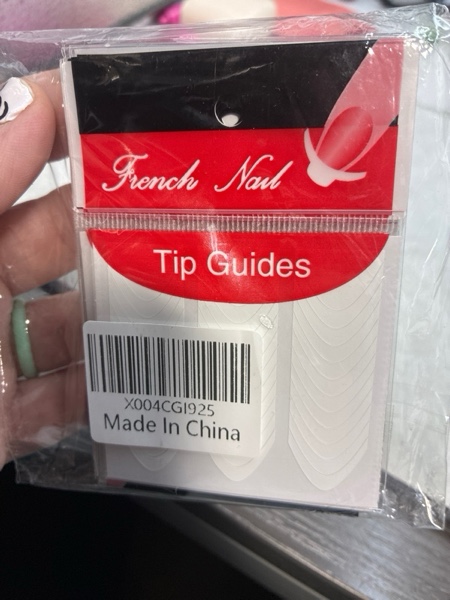 French Nail
Tip Guides
X004CGI925
Made In China